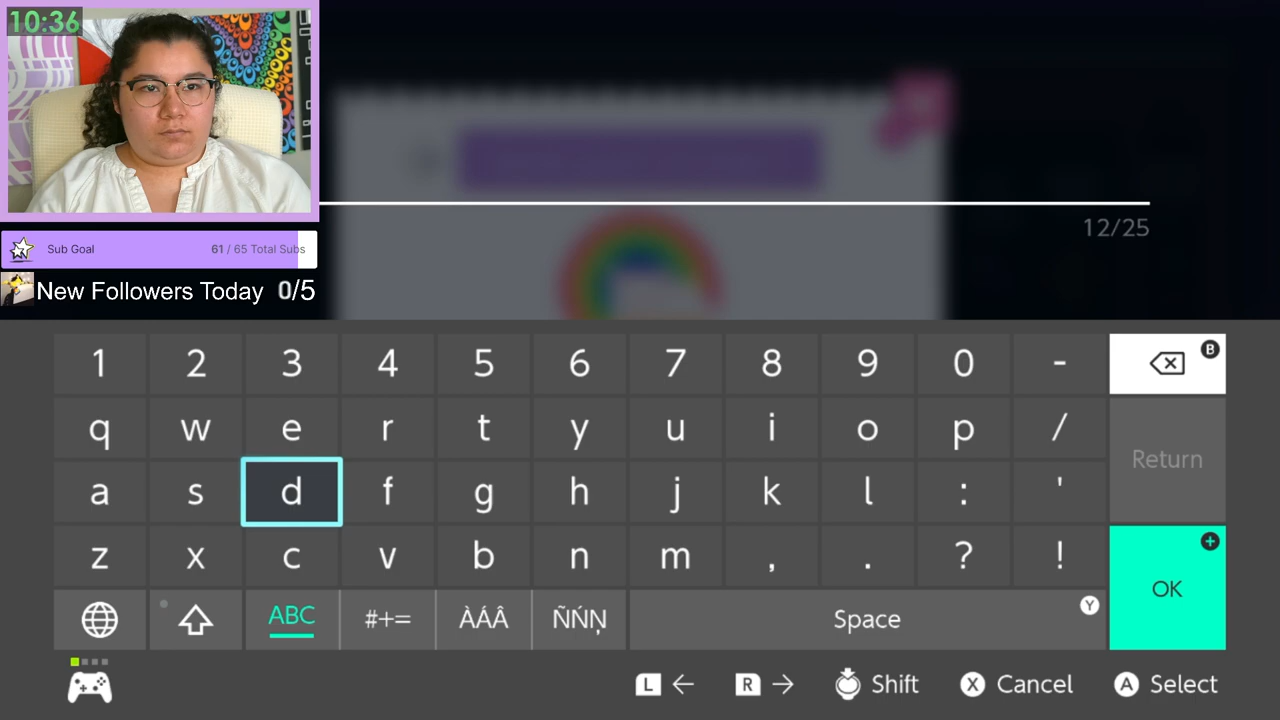 10:36
Sub Goal 61 / 65 Total Subs
New Followers Today 0/5
12/25
1 2 3 4 5 6 7 8 9 0 - B
q w e r t y u i o p / Return
a s d f g h j k l : '
z x c v b n m , . ? ! + OK
ABC #+= ÀÁÂ ÑŃŅ Space Y
L ← R → Shift X Cancel A Select